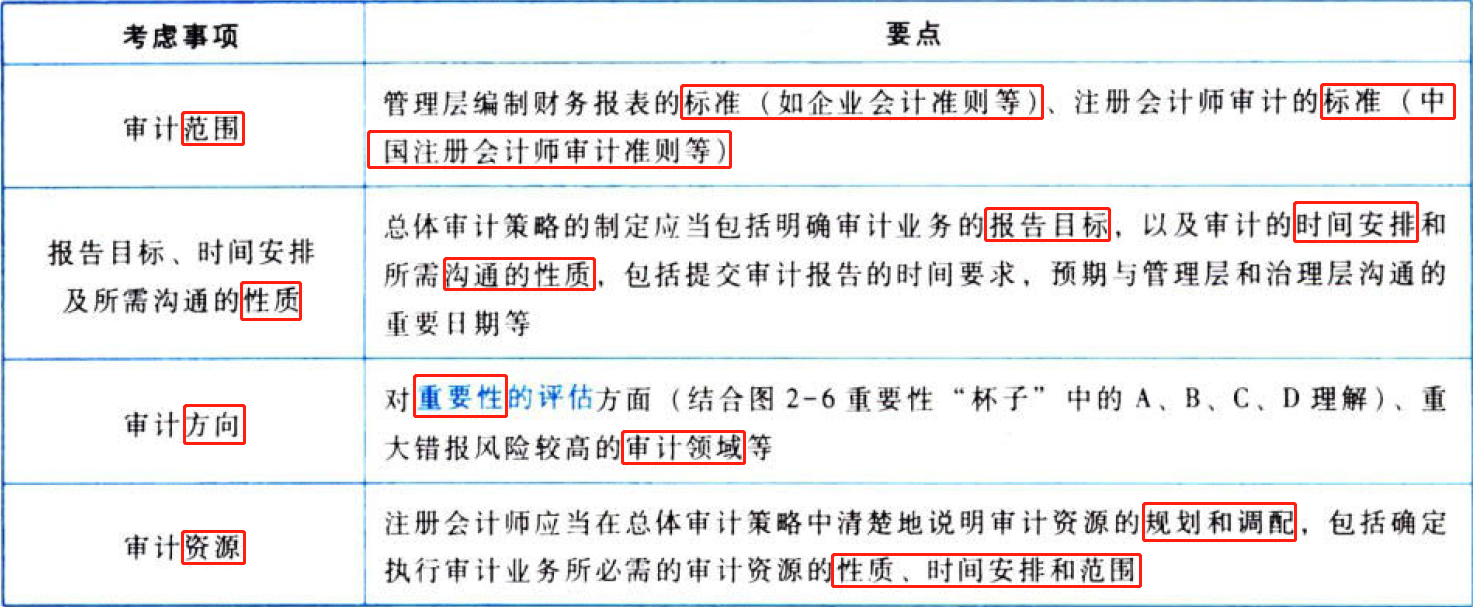 考虑事项
要点
审计范围
管理层编制财务报表的标准（如企业会计准则等）、注册会计师审计的标准（中
国注册会计师审计准则等）
报告目标、时间安排
及所需沟通的性质
总体审计策略的制定应当包括明确审计业务的报告目标，以及审计的时间安排和
所需沟通的性质，包括提交审计报告的时间要求，预期与管理层和治理层沟通的
重要日期等
审计方向
对重要性的评估方面（结合图 2-6 重要性“杯子”中的 A、B、C、D 理解）、重
大错报风险较高的审计领域等
审计资源
注册会计师应当在总体审计策略中清楚地说明审计资源的规划和调配，包括确定
执行审计业务所必需的审计资源的性质、时间安排和范围